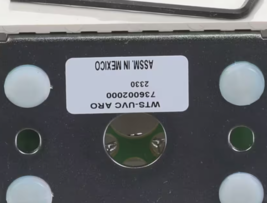 WTS-UVC ARO
736002000
2330
ASSM. IN MEXICO